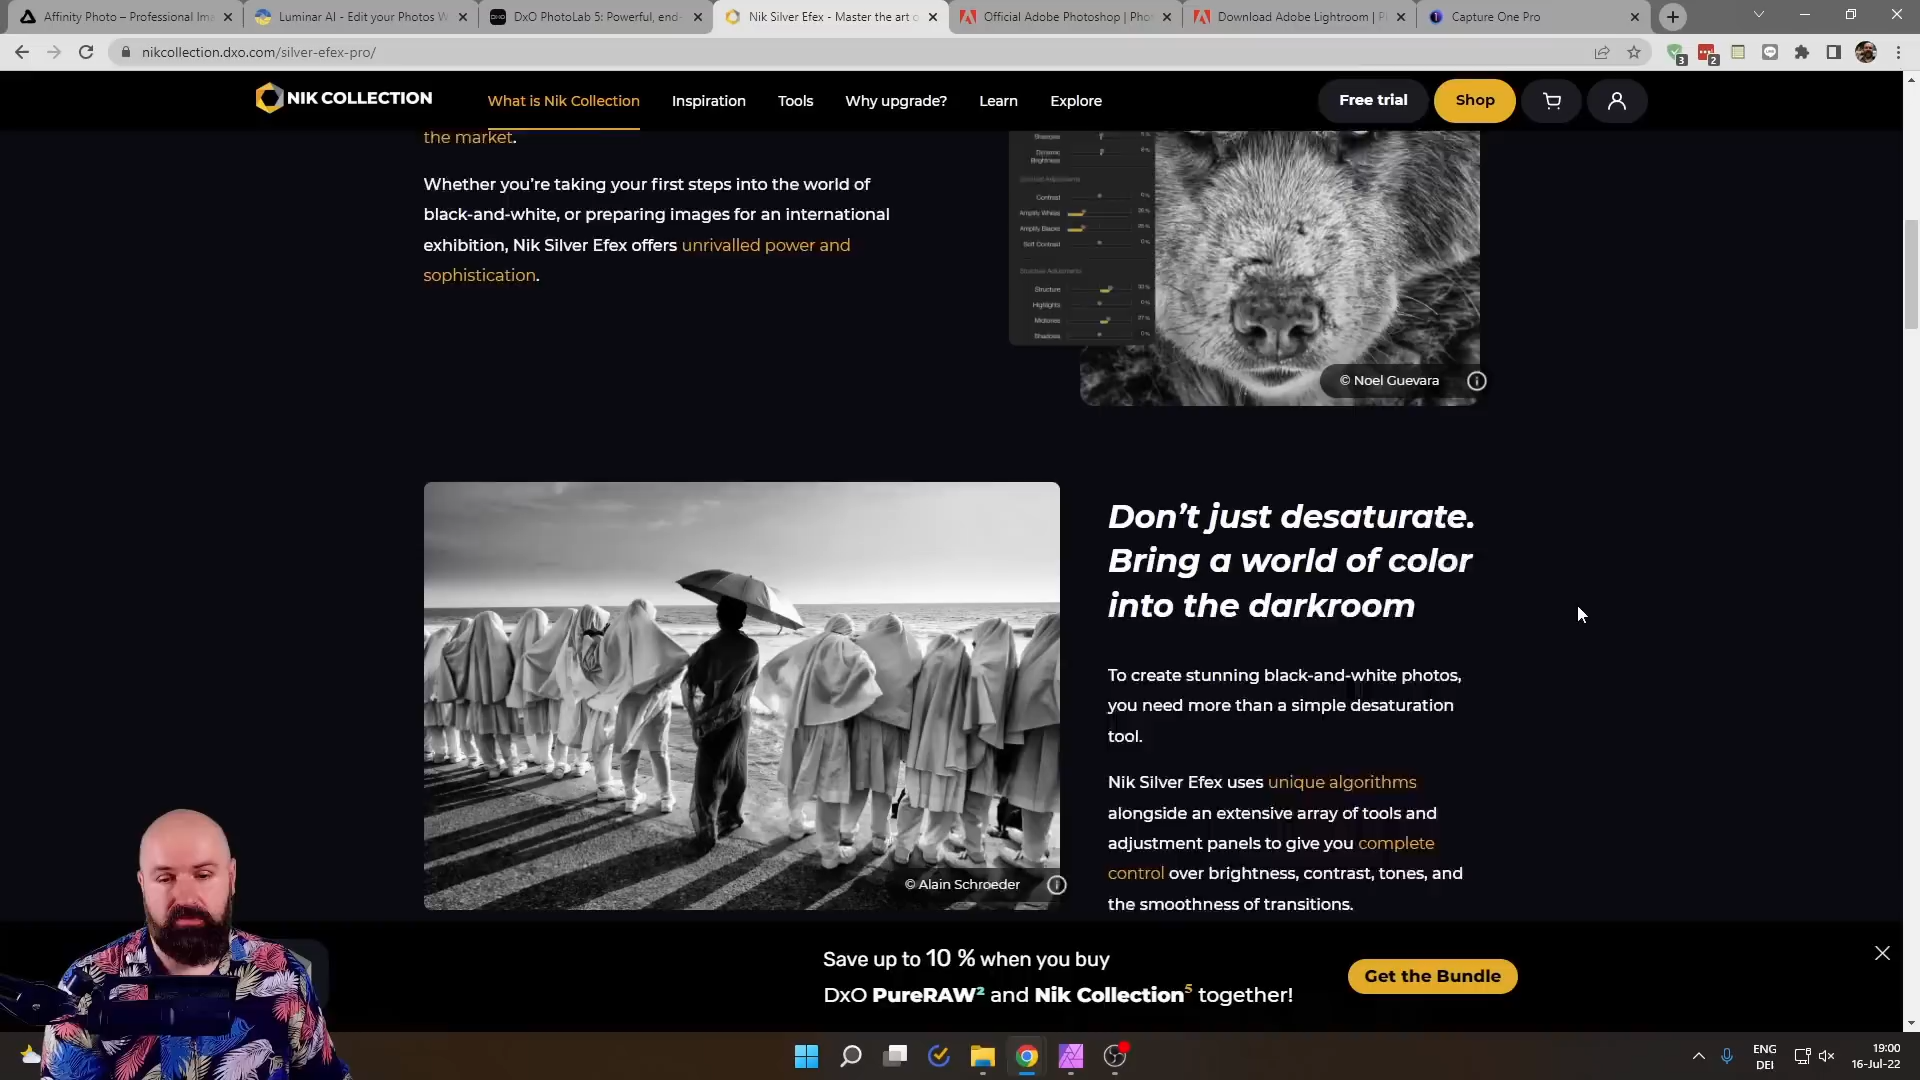 Affinity Photo – Professional Ima
Luminar AI - Edit your Photos W
DxO PhotoLab 5: Powerful, end-
Nik Silver Efex - Master the art o
Official Adobe Photoshop | Phot
Download Adobe Lightroom | P
Capture One Pro
nikcollection.dxo.com/silver-efex-pro/
3
2
NIK COLLECTION
What is Nik Collection
Inspiration
Tools
Why upgrade?
Learn
Explore
Free trial
Shop
the market.
Whether you’re taking your first steps into the world of
black-and-white, or preparing images for an international
exhibition, Nik Silver Efex offers unrivalled power and
sophistication.
Dynamic
Brightness
Contrast
Amplify Whites
Amplify Blacks
Soft Contrast
Structure
Highlights
Midtones
Shadows
© Noel Guevara
© Alain Schroeder
Don’t just desaturate.
Bring a world of color
into the darkroom
To create stunning black-and-white photos,
you need more than a simple desaturation
tool.
Nik Silver Efex uses unique algorithms
alongside an extensive array of tools and
adjustment panels to give you complete
control over brightness, contrast, tones, and
the smoothness of transitions.
Save up to 10 % when you buy
DxO PureRAW² and Nik Collection⁵ together!
Get the Bundle
ENG
DEI
19:00
16-Jul-22